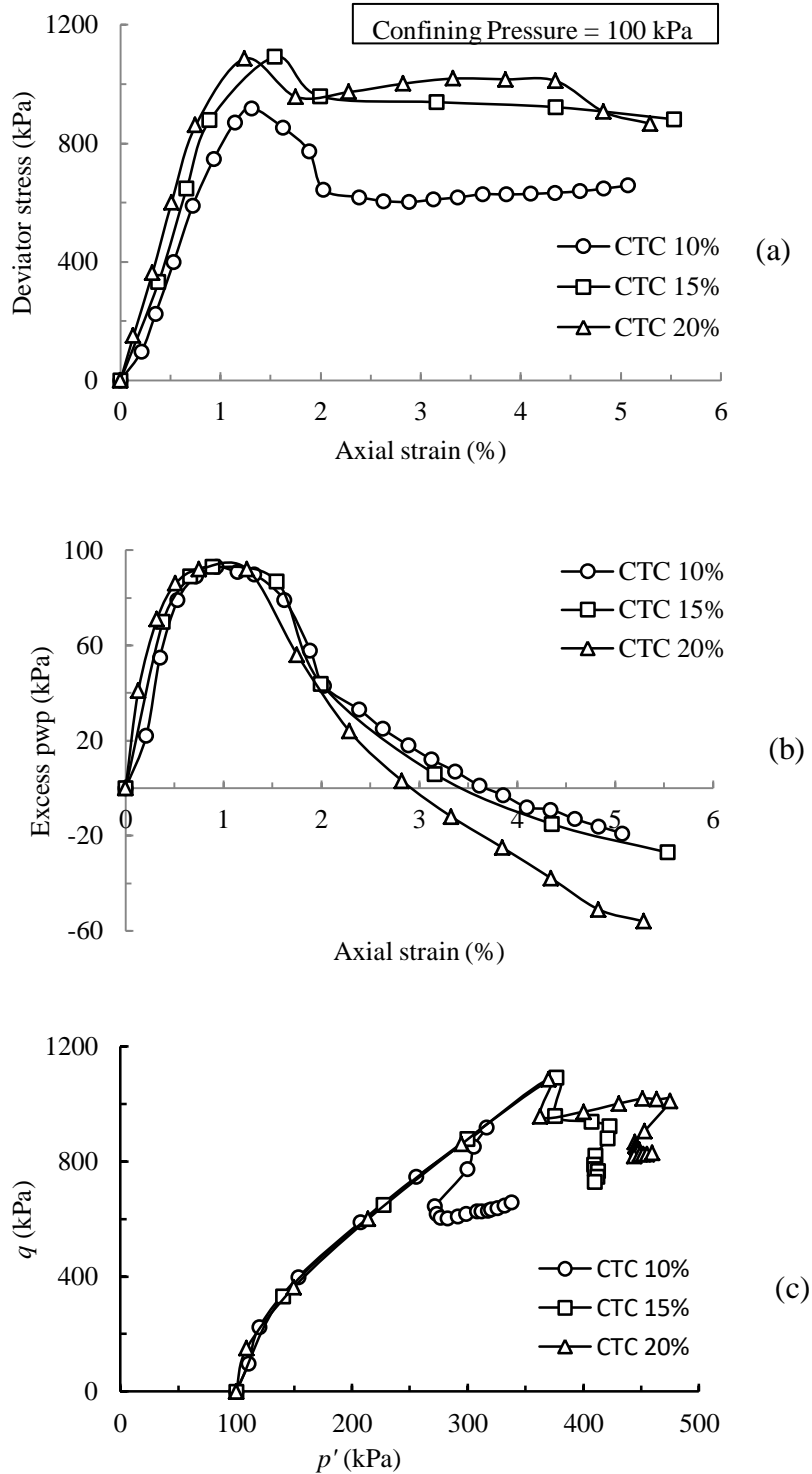 Confining Pressure = 100 kPa
1200
800
400
0
Deviator stress (kPa)
CTC 10%
CTC 15%
CTC 20%
(a)
0 1 2 3 4 5 6
Axial strain (%)
100
60
20
-20
-60
Excess pwp (kPa)
CTC 10%
CTC 15%
CTC 20%
(b)
0 1 2 3 4 5 6
Axial strain (%)
1200
800
400
0
q (kPa)
CTC 10%
CTC 15%
CTC 20%
(c)
0 100 200 300 400 500
p' (kPa)